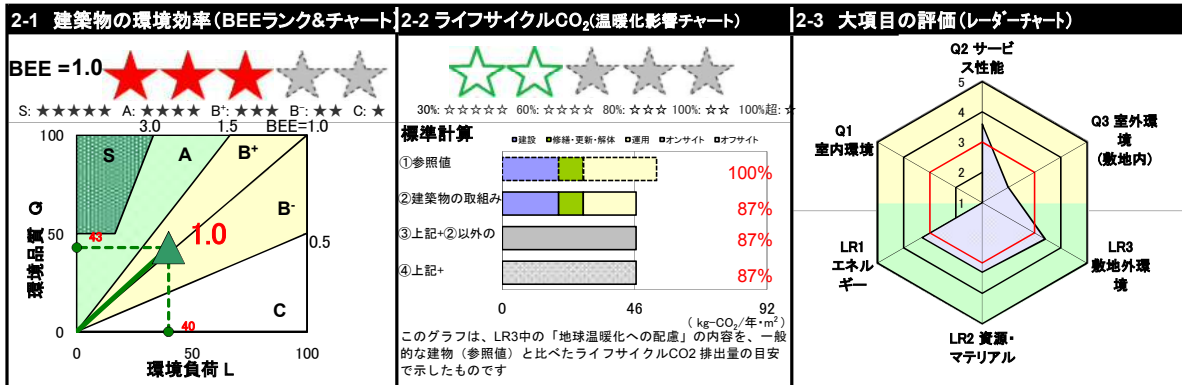 2-1 建築物の環境効率(BEEランク&チャート)
BEE =1.0
S: ★★★★★ A: ★★★★ B⁺: ★★★ B⁻: ★★ C: ★
3.0 1.5 BEE=1.0
100
S
A
B⁺
B⁻
0.5
C
50
43
1.0
環境品質 Q
40
0
0 50 100
環境負荷 L
2-2 ライフサイクルCO₂(温暖化影響チャート)
30%: ☆☆☆☆☆ 60%: ☆☆☆☆ 80%: ☆☆☆ 100%: ☆☆ 100%超: ☆
標準計算
■建設 ■修繕・更新・解体 □運用 ■オンサイト □オフサイト
①参照値 100%
②建築物の取組み 87%
③上記+②以外の 87%
④上記+ 87%
0 46 92
( kg-CO₂/年・m²)
このグラフは、LR3中の「地球温暖化への配慮」の内容を、一般
的な建物（参照値）と比べたライフサイクルCO2 排出量の目安
で示したものです
2-3 大項目の評価(レーダーチャート)
Q2 サービ
ス性能
Q1
室内環境
Q3 室外環
境
(敷地内)
5
4
3
2
1
LR1
エネル
ギー
LR3
敷地外環
境
LR2 資源・
マテリアル